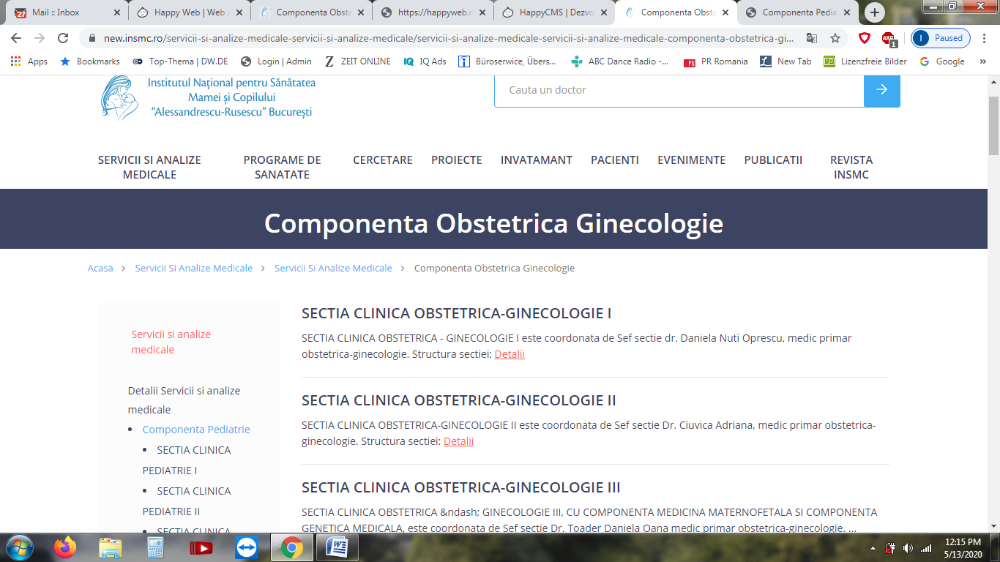 Mail :: Inbox
Happy Web | Web
Componenta Obste
https://happyweb.r
HappyCMS | Dezvo
Componenta Obste
Componenta Pedia
new.insmc.ro/servicii-si-analize-medicale-servicii-si-analize-medicale/servicii-si-analize-medicale-servicii-si-analize-medicale-componenta-obstetrica-gi...
ABP
1
I
Paused
Apps
Bookmarks
Top-Thema | DW.DE
Login | Admin
ZEIT ONLINE
IQ
IQ Ads
Büroserwice, Übers...
ABC Dance Radio -...
PR
PR Romania
New Tab
Lizenzfreie Bilder
Google
»
Institutul Național pentru Sănătatea
Mamei și Copilului
“Alessandrescu-Rusescu” București
Cauta un doctor
SERVICII SI ANALIZE
MEDICALE
PROGRAME DE
SANATATE
CERCETARE
PROIECTE
INVATAMANT
PACIENTI
EVENIMENTE
PUBLICATII
REVISTA
INSMC
Componenta Obstetrica Ginecologie
Acasa > Servicii Si Analize Medicale > Servicii Si Analize Medicale > Componenta Obstetrica Ginecologie
Servicii si analize
medicale
Detalii Servicii si analize
medicale
• Componenta Pediatrie
• SECTIA CLINICA
PEDIATRIE I
• SECTIA CLINICA
PEDIATRIE II
• SECTIA CLINICA
SECTIA CLINICA OBSTETRICA-GINECOLOGIE I
SECTIA CLINICA OBSTETRICA - GINECOLOGIE I este coordonata de Sef sectie dr. Daniela Nuti Oprescu, medic primar
obstetrica-ginecologie. Structura sectiei: Detalii
SECTIA CLINICA OBSTETRICA-GINECOLOGIE II
SECTIA CLINICA OBSTETRICA-GINECOLOGIE II este coordonata de Sef sectie Dr. Ciuvica Adriana, medic primar obstetrica-
ginecologie. Structura sectiei: Detalii
SECTIA CLINICA OBSTETRICA-GINECOLOGIE III
SECTIA CLINICA OBSTETRICA &ndash; GINECOLOGIE III, CU COMPONENTA MEDICINA MATERNOFETALA SI COMPONENTA
GENETICA MEDICALA, este coordonata de Sef sectie Dr. Toader Daniela Oana medic primar obstetrica-ginecologie. ...
12:15 PM
5/13/2020